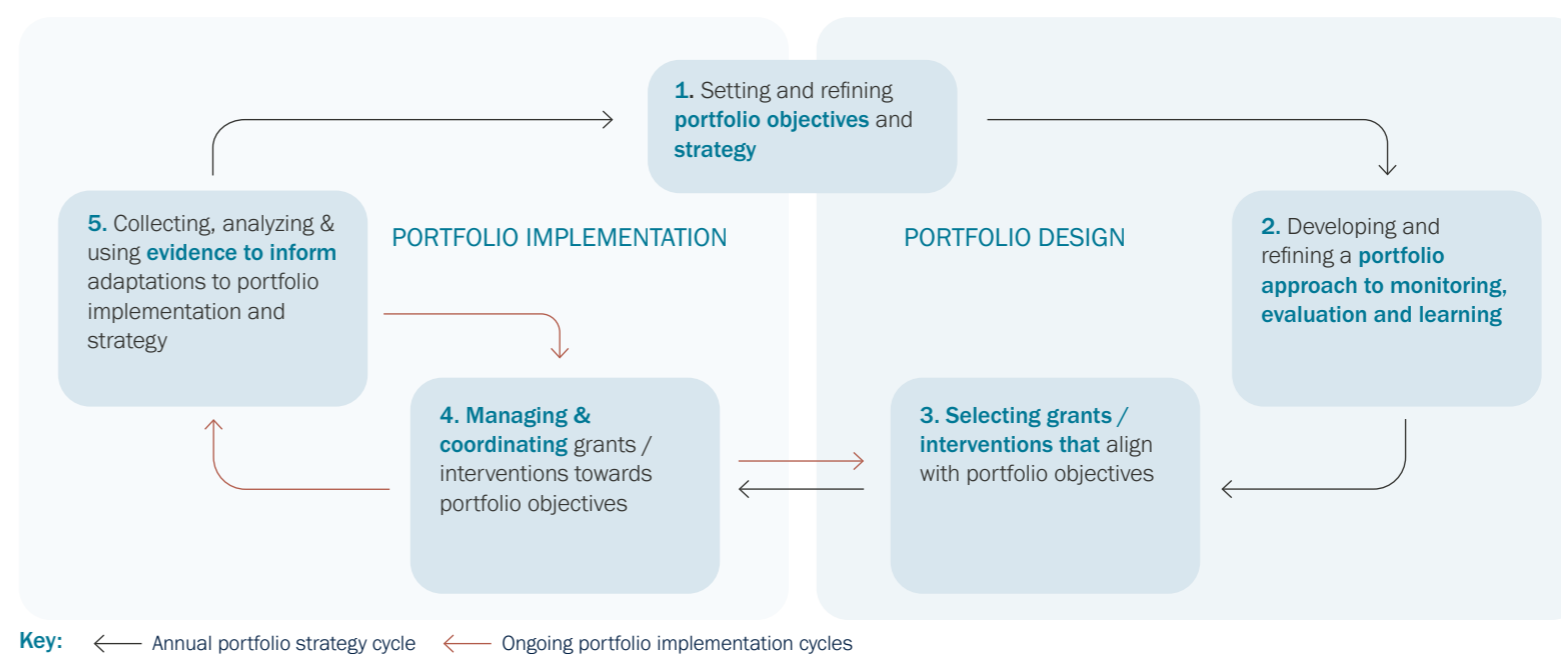 1. Setting and refining
portfolio objectives and
strategy
5. Collecting, analyzing &
using evidence to inform
adaptations to portfolio
implementation and
strategy
PORTFOLIO IMPLEMENTATION
PORTFOLIO DESIGN
2. Developing and
refining a portfolio
approach to monitoring,
evaluation and learning
4. Managing &
coordinating grants /
interventions towards
portfolio objectives
3. Selecting grants /
interventions that align
with portfolio objectives
Key: Annual portfolio strategy cycle Ongoing portfolio implementation cycles